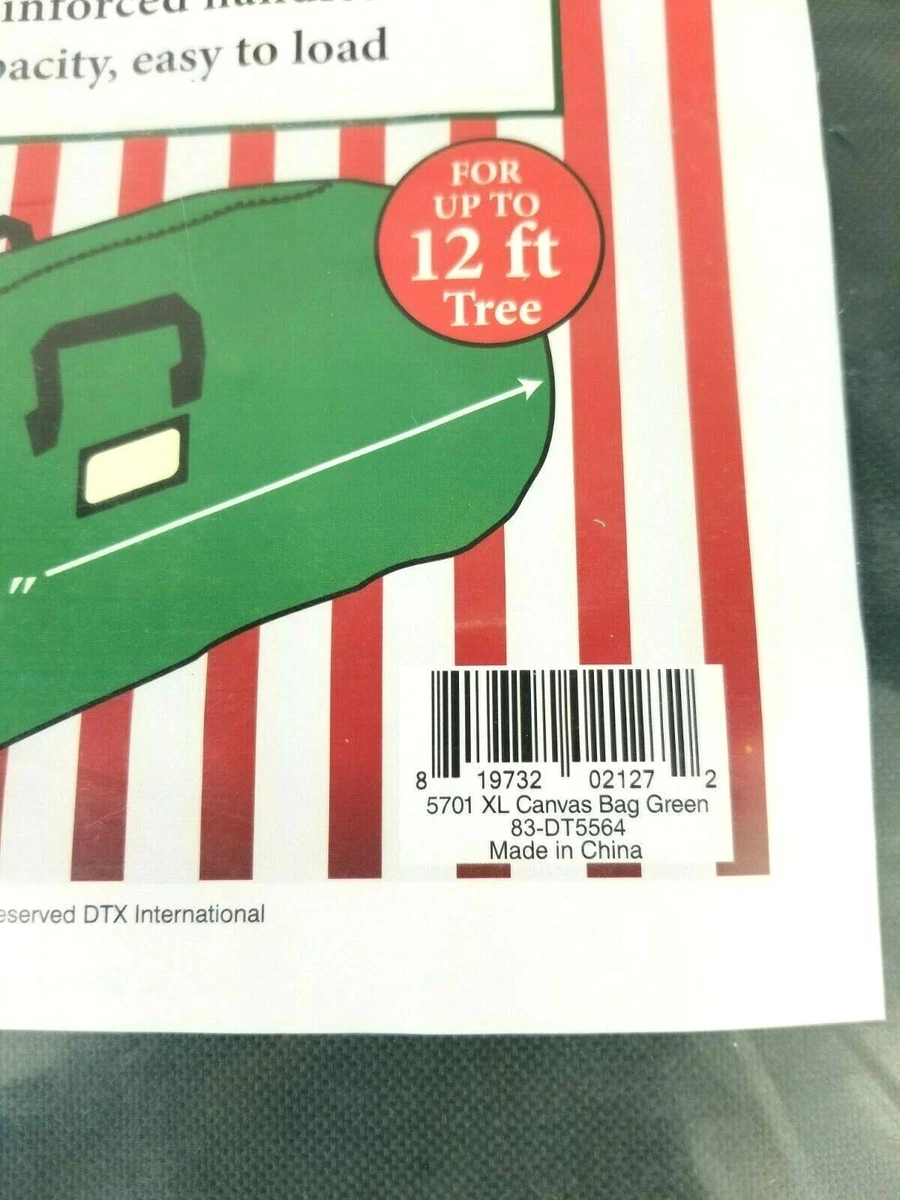 pacity, easy to load
FOR
UP TO
12 ft
Tree
"
8 19732 02127 2
5701 XL Canvas Bag Green
83-DT5564
Made in China
eserved DTX International